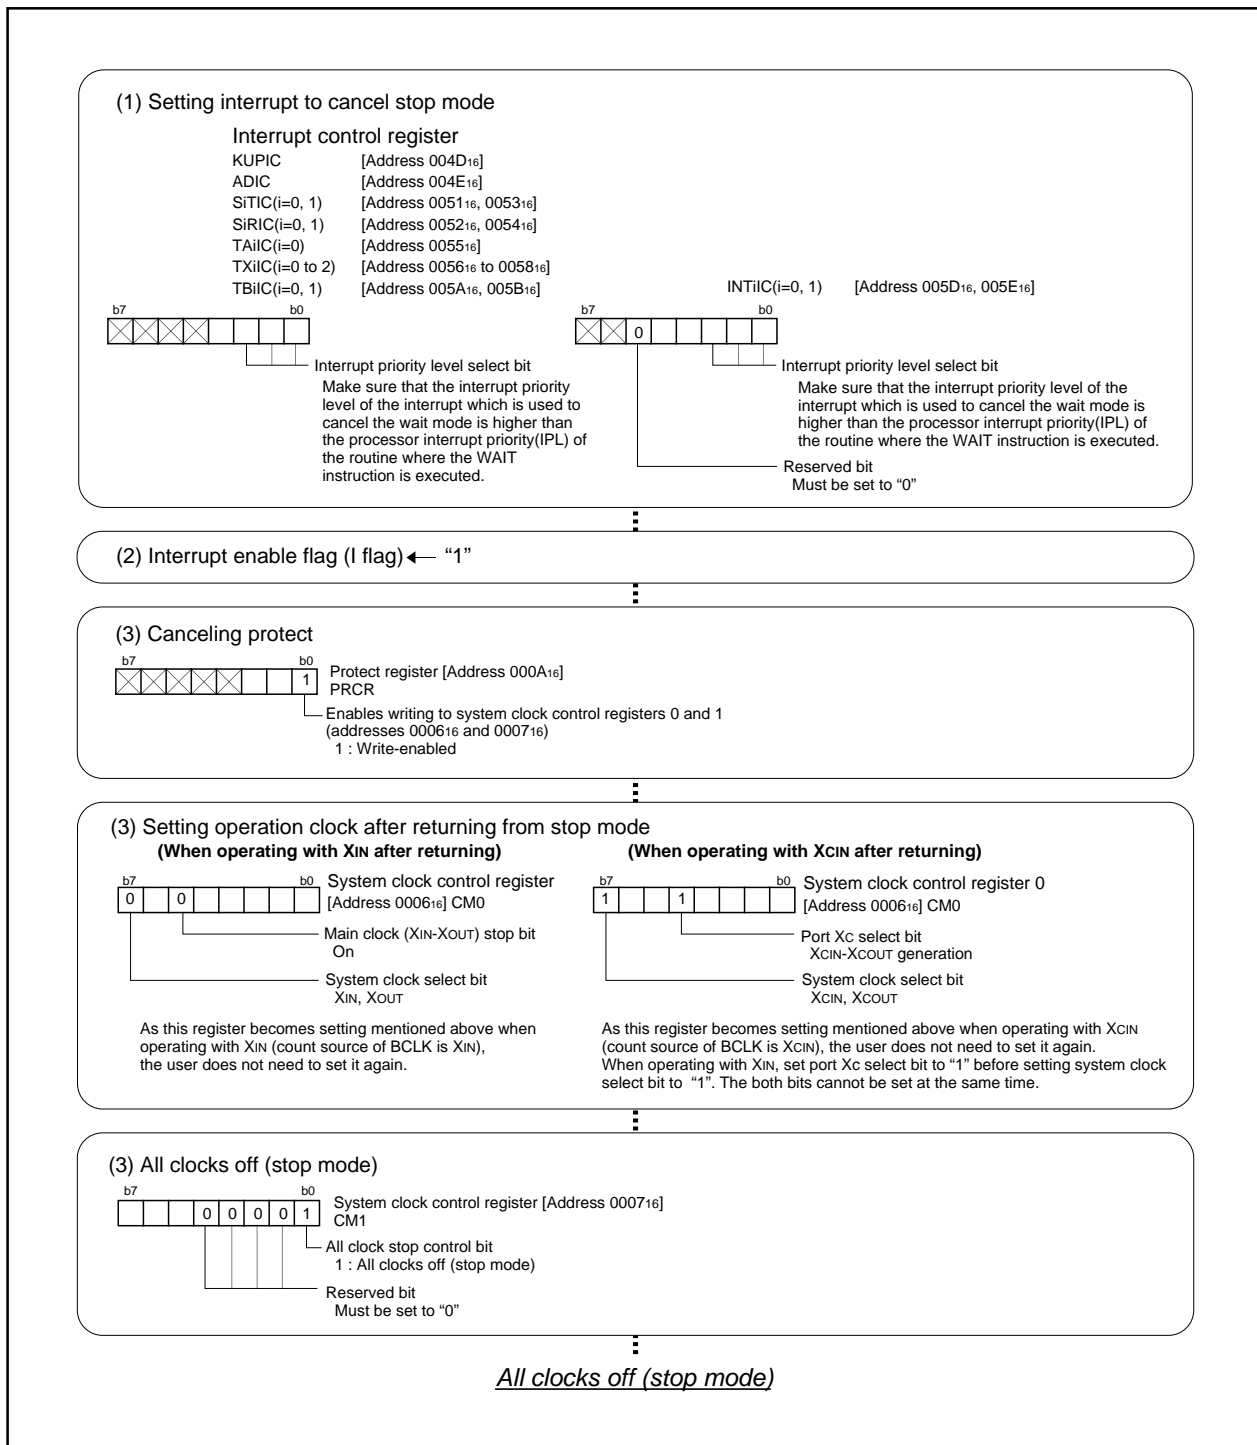 (1) Setting interrupt to cancel stop mode
Interrupt control register
KUPIC [Address 004D16]
ADIC [Address 004E16]
SiTIC(i=0, 1) [Address 005116, 005316]
SiRIC(i=0, 1) [Address 005216, 005416]
TAiIC(i=0) [Address 005516]
TXiIC(i=0 to 2) [Address 005616 to 005816]
TBiIC(i=0, 1) [Address 005A16, 005B16]
b7 b0
Interrupt priority level select bit
Make sure that the interrupt priority
level of the interrupt which is used to
cancel the wait mode is higher than
the processor interrupt priority(IPL) of
the routine where the WAIT
instruction is executed.
INTiIC(i=0, 1) [Address 005D16, 005E16]
b7 b0
0
Interrupt priority level select bit
Make sure that the interrupt priority level of the
interrupt which is used to cancel the wait mode is
higher than the processor interrupt priority(IPL) of
the routine where the WAIT instruction is executed.
Reserved bit
Must be set to “0”
(2) Interrupt enable flag (I flag) ← “1”
(3) Canceling protect
b7 b0
1
Protect register [Address 000A16]
PRCR
Enables writing to system clock control registers 0 and 1
(addresses 000616 and 000716)
1 : Write-enabled
(3) Setting operation clock after returning from stop mode
(When operating with XIN after returning)
b7 b0
0 0
System clock control register
[Address 000616] CM0
Main clock (XIN-XOUT) stop bit
On
System clock select bit
XIN, XOUT
As this register becomes setting mentioned above when
operating with XIN (count source of BCLK is XIN),
the user does not need to set it again.
(When operating with XCIN after returning)
b7 b0
1 1
System clock control register 0
[Address 000616] CM0
Port XC select bit
XCIN-XCOUT generation
System clock select bit
XCIN, XCOUT
As this register becomes setting mentioned above when operating with XCIN
(count source of BCLK is XCIN), the user does not need to set it again.
When operating with XIN, set port Xc select bit to “1” before setting system clock
select bit to “1”. The both bits cannot be set at the same time.
(3) All clocks off (stop mode)
b7 b0
0 0 0 0 1
System clock control register [Address 000716]
CM1
All clock stop control bit
1 : All clocks off (stop mode)
Reserved bit
Must be set to “0”
All clocks off (stop mode)